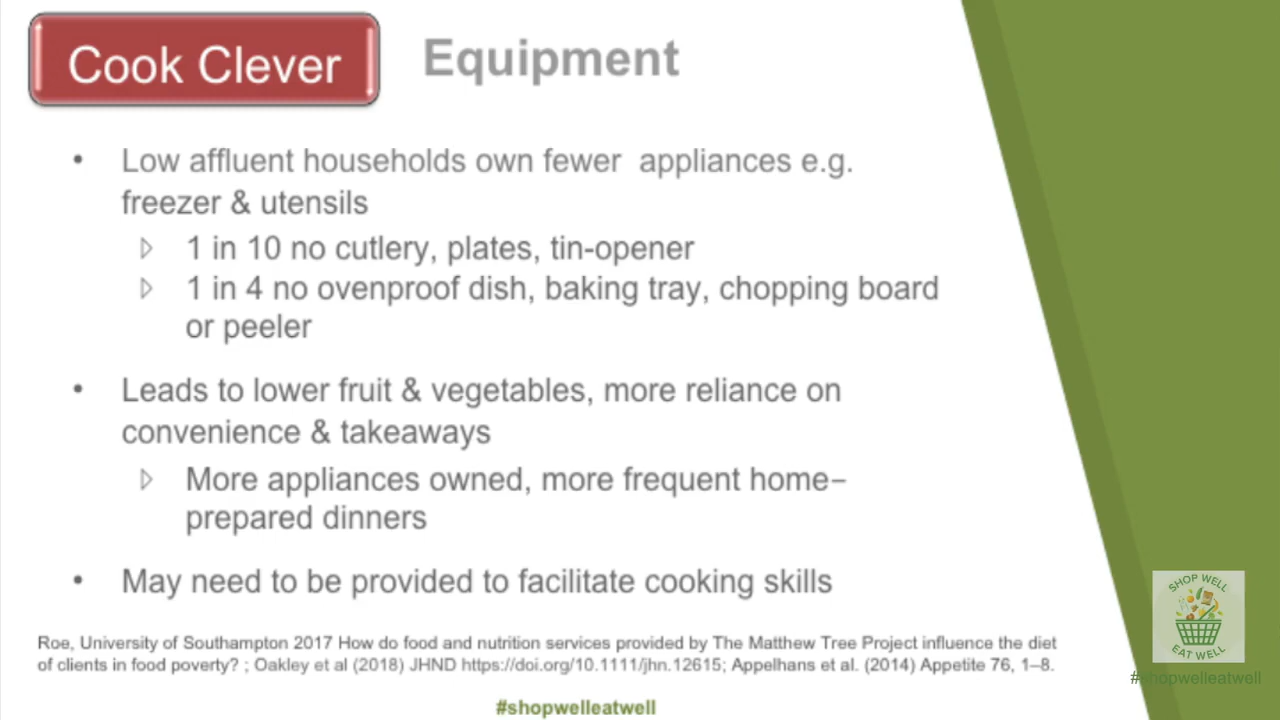 Cook Clever
Equipment
• Low affluent households own fewer appliances e.g.
freezer & utensils
1 in 10 no cutlery, plates, tin-opener
1 in 4 no ovenproof dish, baking tray, chopping board
or peeler
• Leads to lower fruit & vegetables, more reliance on
convenience & takeaways
More appliances owned, more frequent home–
prepared dinners
• May need to be provided to facilitate cooking skills
Roe, University of Southampton 2017 How do food and nutrition services provided by The Matthew Tree Project influence the diet
of clients in food poverty? ; Oakley et al (2018) JHND https://doi.org/10.1111/jhn.12615; Appelhans et al. (2014) Appetite 76, 1–8.
#shopwelleatwell
SHOP WELL
EAT WELL
#shopwelleatwell